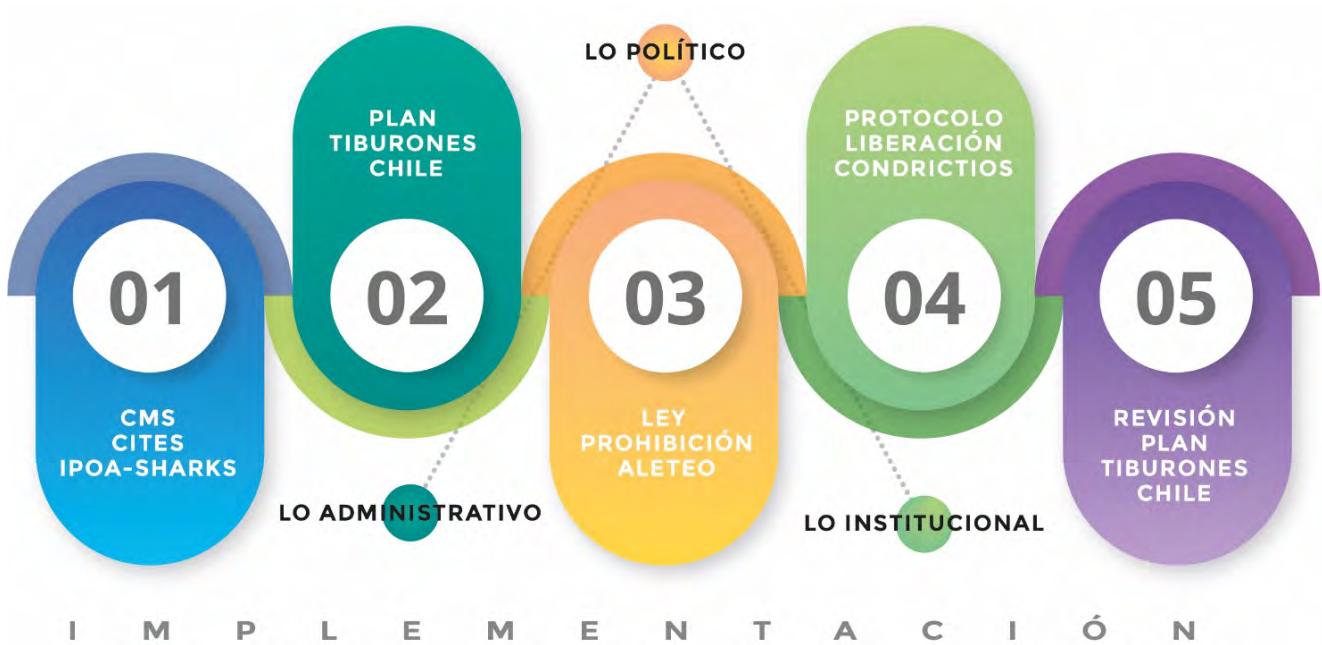 01
CMS
CITES
IPOA-SHARKS
PLAN
TIBURONES
CHILE
02
LO ADMINISTRATIVO
LO POLÍTICO
03
LEY
PROHIBICIÓN
ALETEO
PROTOCOLO
LIBERACIÓN
CONDRICTIOS
04
LO INSTITUCIONAL
05
REVISIÓN
PLAN
TIBURONES
CHILE
IMPLEMENTACIÓN